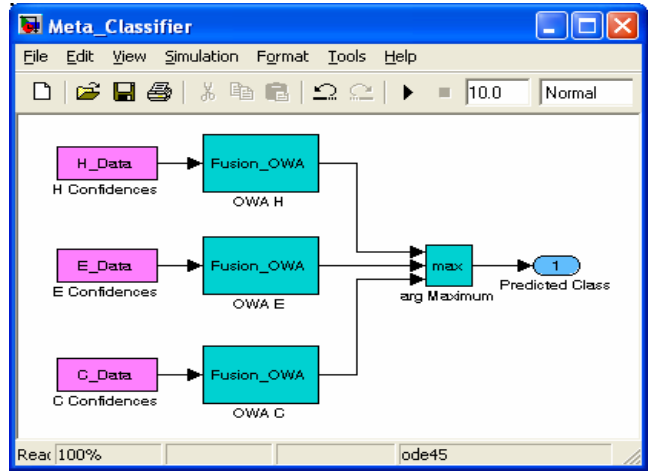 Meta_Classifier
File Edit View Simulation Format Tools Help
10.0 Normal
H_Data Fusion_OWA
H Confidences OWA H
E_Data Fusion_OWA max 1
E Confidences OWA E arg Maximum Predicted Class
C_Data Fusion_OWA
C Confidences OWA C
Reac 100% ode45